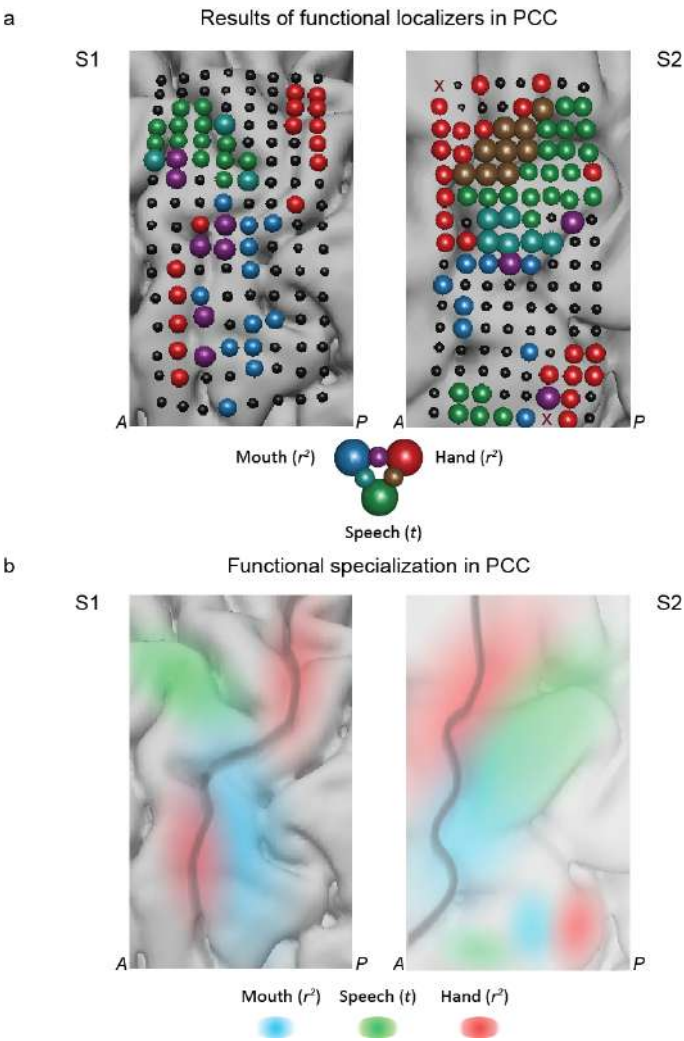 a
Results of functional localizers in PCC
S1
S2
X
X
A
P
A
P
Mouth (r²)
Hand (r²)
Speech (t)
b
Functional specialization in PCC
S1
S2
A
P
A
P
Mouth (r²) Speech (t) Hand (r²)